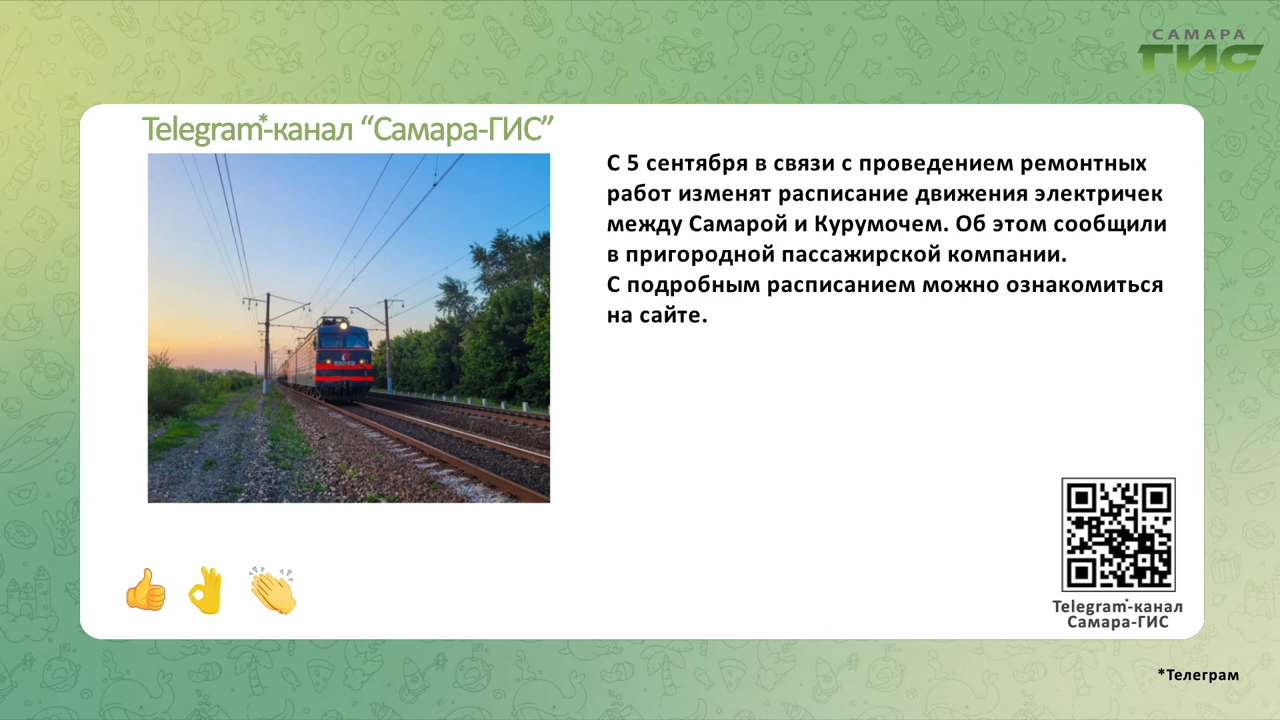 САМАРА
ГИС
Telegram*-канал “Самара-ГИС”
С 5 сентября в связи с проведением ремонтных
работ изменят расписание движения электричек
между Самарой и Курумочем. Об этом сообщили
в пригородной пассажирской компании.
С подробным расписанием можно ознакомиться
на сайте.
Telegram*-канал
Самара-ГИС
*Телеграм